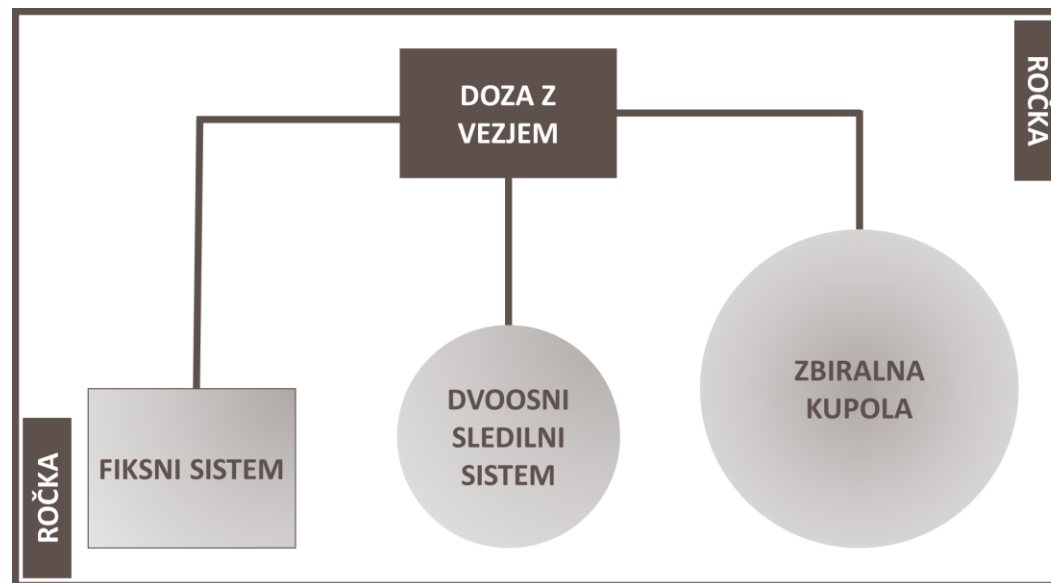 DOZA Z
VEZJEM
ROČKA
FIKSNI SISTEM
DVOOSNI
SLEDILNI
SISTEM
ZBIRALNA
KUPOLA
ROČKA